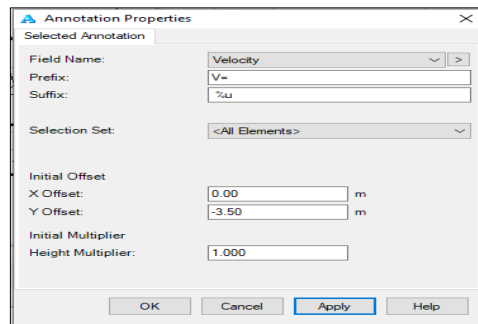 Annotation Properties
Selected Annotation
Field Name: Velocity >
Prefix: V=
Suffix: %u
Selection Set: <All Elements>
Initial Offset
X Offset: 0.00 m
Y Offset: -3.50 m
Initial Multiplier
Height Multiplier: 1.000
OK Cancel Apply Help